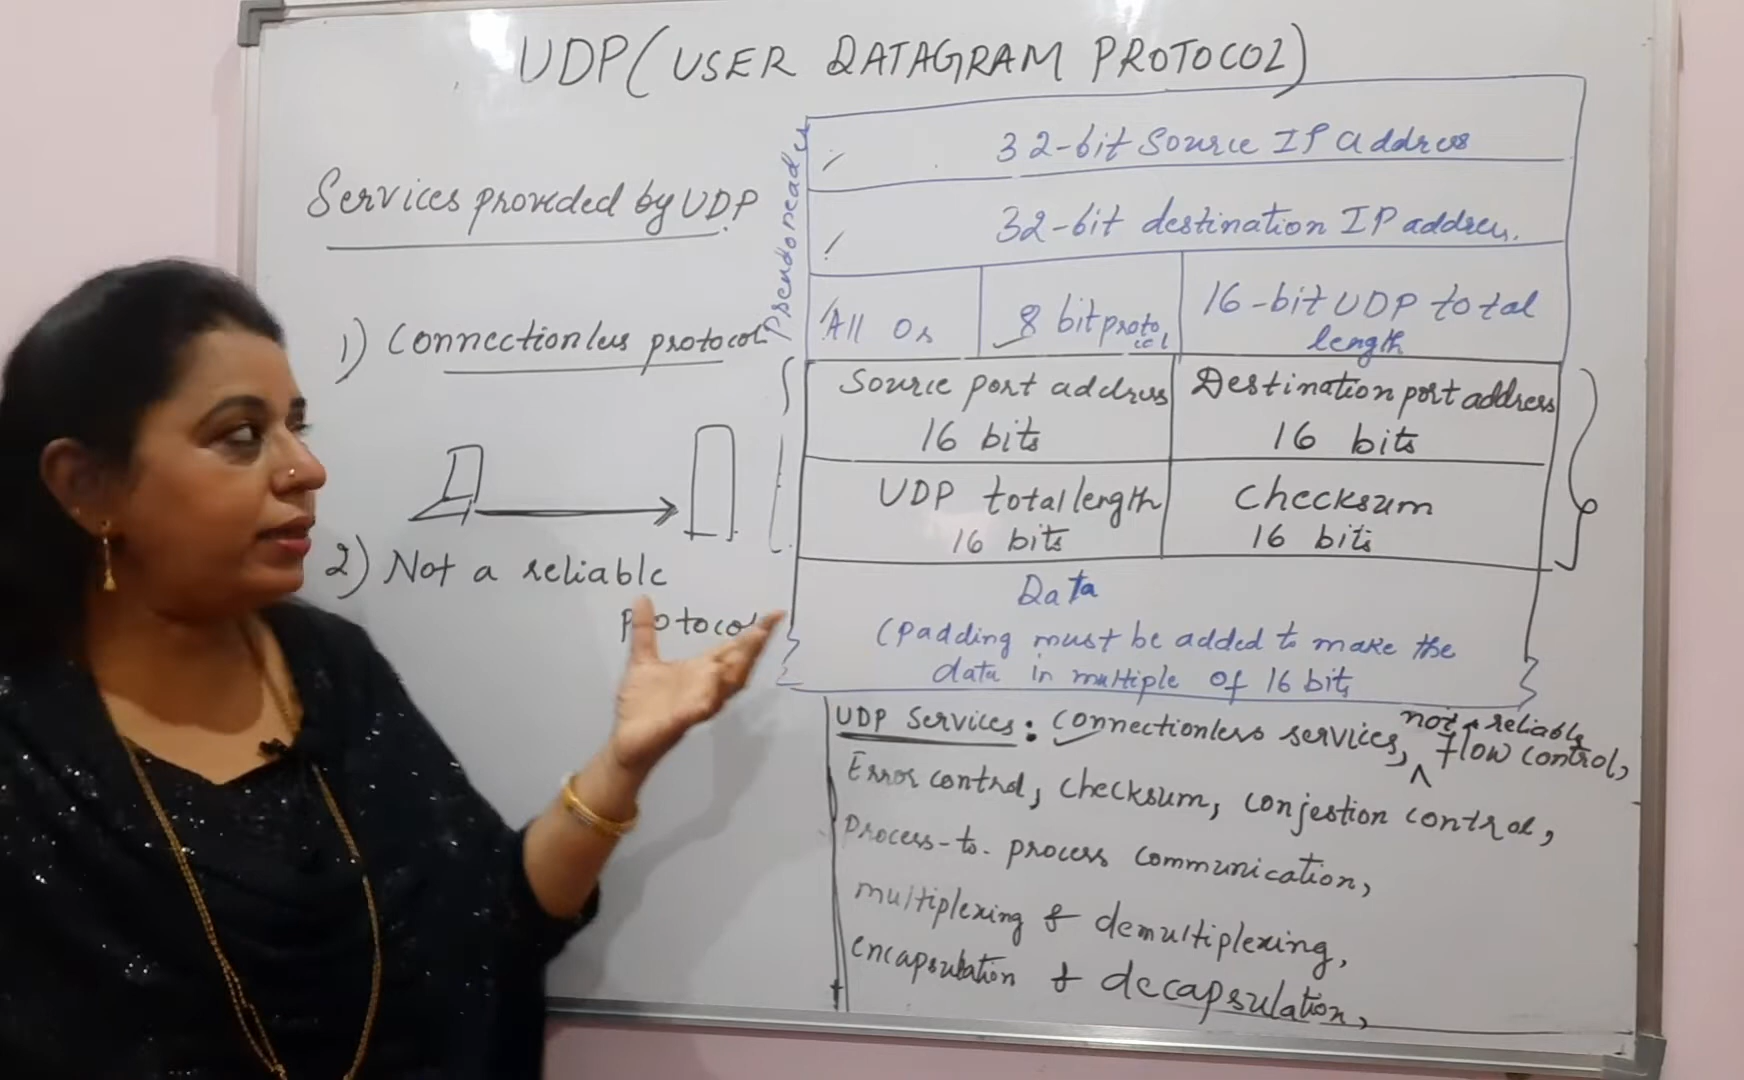 UDP(USER DATAGRAM PROTOCOL)
Services provided by UDP
1) Connectionless protocol
2) Not a reliable
protocol
Pseudoheader
32-bit Source IP address
32-bit destination IP address.
All 0s
8 bit proto
col
16-bit UDP total
length
Source port address
16 bits
Destination port address
16 bits
UDP total length
16 bits
Checksum
16 bits
Data
(Padding must be added to make the
data in multiple of 16 bits
UDP Services: Connectionless services, not a reliable flow control,
Error control, checksum, conjestion control,
Process-to-process communication,
multiplexing & demultiplexing,
encapsulation & decapsulation,